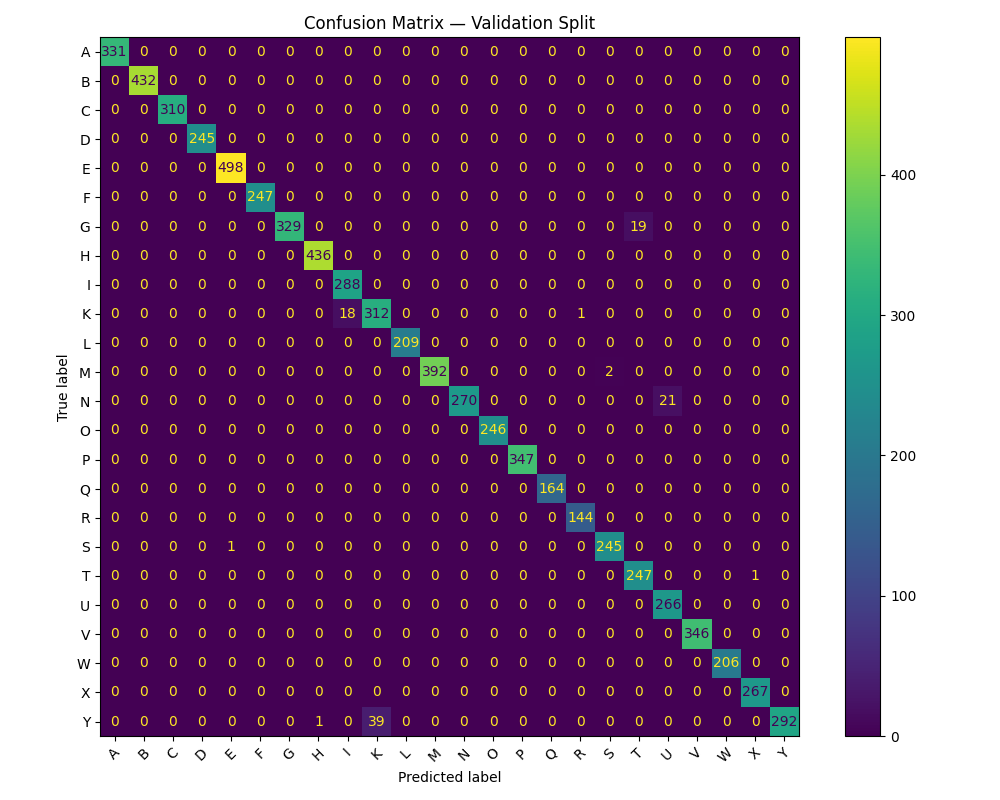 Confusion Matrix — Validation Split
A 331 0 0 0 0 0 0 0 0 0 0 0 0 0 0 0 0 0 0 0 0 0 0 0
B 0 432 0 0 0 0 0 0 0 0 0 0 0 0 0 0 0 0 0 0 0 0 0 0
C 0 0 310 0 0 0 0 0 0 0 0 0 0 0 0 0 0 0 0 0 0 0 0 0
D 0 0 0 245 0 0 0 0 0 0 0 0 0 0 0 0 0 0 0 0 0 0 0 0
E 0 0 0 0 498 0 0 0 0 0 0 0 0 0 0 0 0 0 0 0 0 0 0 0
F 0 0 0 0 0 247 0 0 0 0 0 0 0 0 0 0 0 0 0 0 0 0 0 0
G 0 0 0 0 0 0 329 0 0 0 0 0 0 0 0 0 0 0 19 0 0 0 0 0
H 0 0 0 0 0 0 0 436 0 0 0 0 0 0 0 0 0 0 0 0 0 0 0 0
I 0 0 0 0 0 0 0 0 288 0 0 0 0 0 0 0 0 0 0 0 0 0 0 0
K 0 0 0 0 0 0 0 0 18 312 0 0 0 0 0 0 1 0 0 0 0 0 0 0
L 0 0 0 0 0 0 0 0 0 0 209 0 0 0 0 0 0 0 0 0 0 0 0 0
M 0 0 0 0 0 0 0 0 0 0 0 392 0 0 0 0 0 2 0 0 0 0 0 0
N 0 0 0 0 0 0 0 0 0 0 0 0 270 0 0 0 0 0 0 21 0 0 0 0
O 0 0 0 0 0 0 0 0 0 0 0 0 0 246 0 0 0 0 0 0 0 0 0 0
P 0 0 0 0 0 0 0 0 0 0 0 0 0 0 347 0 0 0 0 0 0 0 0 0
Q 0 0 0 0 0 0 0 0 0 0 0 0 0 0 0 164 0 0 0 0 0 0 0 0
R 0 0 0 0 0 0 0 0 0 0 0 0 0 0 0 0 144 0 0 0 0 0 0 0
S 0 0 0 0 1 0 0 0 0 0 0 0 0 0 0 0 0 245 0 0 0 0 0 0
T 0 0 0 0 0 0 0 0 0 0 0 0 0 0 0 0 0 0 247 0 0 0 1 0
U 0 0 0 0 0 0 0 0 0 0 0 0 0 0 0 0 0 0 0 266 0 0 0 0
V 0 0 0 0 0 0 0 0 0 0 0 0 0 0 0 0 0 0 0 0 346 0 0 0
W 0 0 0 0 0 0 0 0 0 0 0 0 0 0 0 0 0 0 0 0 0 206 0 0
X 0 0 0 0 0 0 0 0 0 0 0 0 0 0 0 0 0 0 0 0 0 0 267 0
Y 0 0 0 0 0 0 0 1 0 39 0 0 0 0 0 0 0 0 0 0 0 0 0 292
A B C D E F G H I K L M N O P Q R S T U V W X Y
Predicted label
True label
400
300
200
100
0